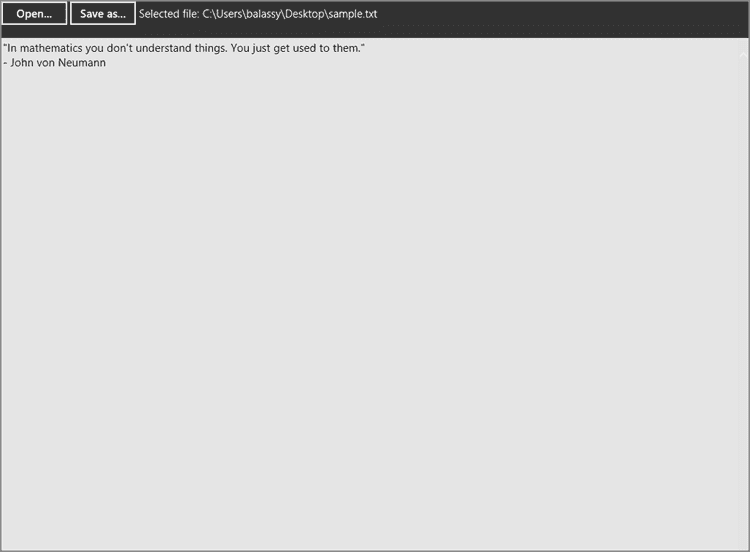 Open... Save as... Selected file: C:\Users\balassy\Desktop\sample.txt
"In mathematics you don't understand things. You just get used to them."
- John von Neumann